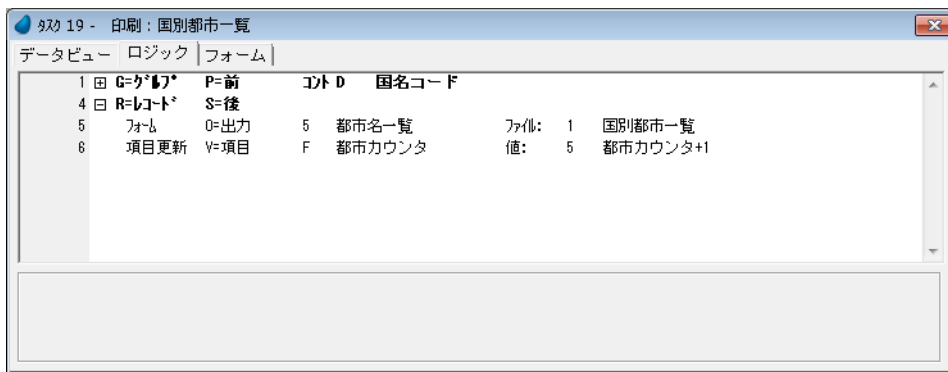 ﾀｽｸ 19 - 印刷：国別都市一覧
データビュー ロジック フォーム
1 G=ｸﾞﾙﾌﾟ P=前 ｺﾝﾄ D 国名コード
4 R=ﾚｺｰﾄﾞ S=後
5 ﾌｫｰﾑ O=出力 5 都市名一覧 ﾌｧｲﾙ: 1 国別都市一覧
6 項目更新 V=項目 F 都市カウンタ 値: 5 都市カウンタ+1